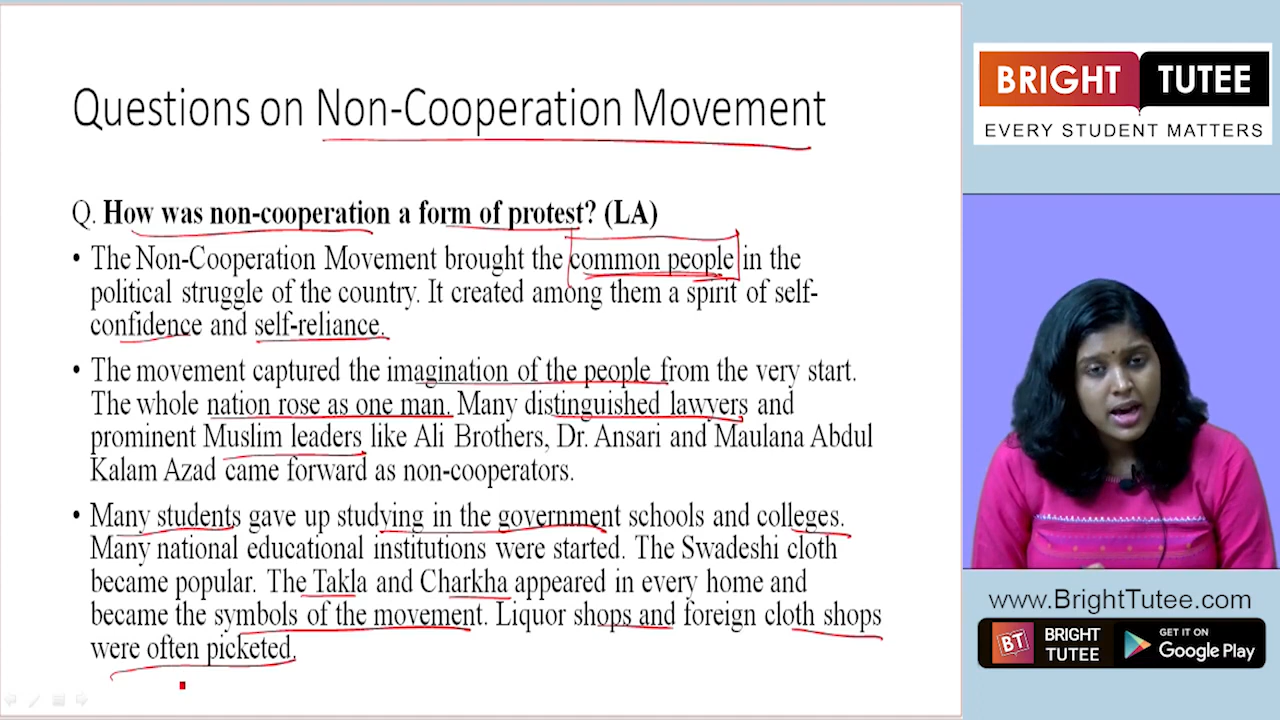 Questions on Non-Cooperation Movement
Q. How was non-cooperation a form of protest? (LA)
• The Non-Cooperation Movement brought the common people in the
political struggle of the country. It created among them a spirit of self-
confidence and self-reliance.
• The movement captured the imagination of the people from the very start.
The whole nation rose as one man. Many distinguished lawyers and
prominent Muslim leaders like Ali Brothers, Dr. Ansari and Maulana Abdul
Kalam Azad came forward as non-cooperators.
• Many students gave up studying in the government schools and colleges.
Many national educational institutions were started. The Swadeshi cloth
became popular. The Takla and Charkha appeared in every home and
became the symbols of the movement. Liquor shops and foreign cloth shops
were often picketed.
BRIGHT TUTEE
EVERY STUDENT MATTERS
www.BrightTutee.com
BT
BRIGHT
TUTEE
GET IT ON
Google Play